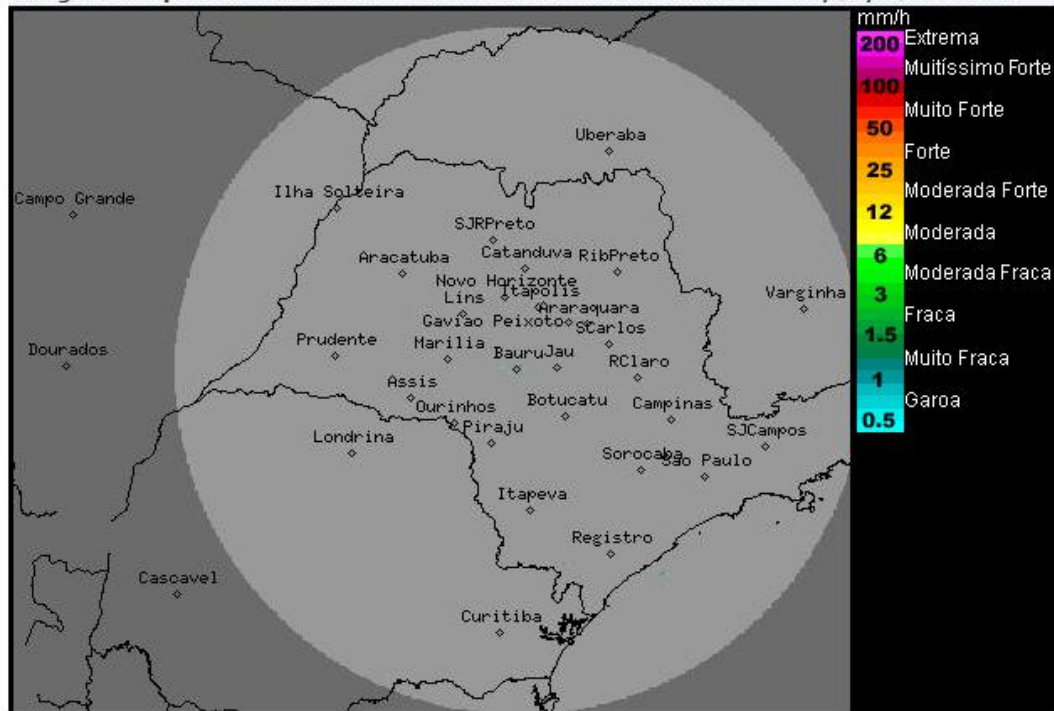 mm/h
200 Extrema
Muitíssimo Forte
100
Muito Forte
50
Forte
25
Moderada Forte
12
Moderada
6
Moderada Fraca
3
Fraca
1.5
Muito Fraca
1
Garoa
0.5
Uberaba
Ilha Solteira
Campo Grande
SJRPreto
Catanduva
Aracatuba
RibPreto
Novo Horizonte
Itapolis
Lins
Araraquara
Varginha
Gaviao Peixoto
SCarlos
Prudente
Marilia
Dourados
Bauru
Jau
RClaro
Assis
Botucatu
Campinas
Ourinhos
Piraju
SJCampos
Londrina
Sorocaba
Sao Paulo
Itapeva
Registro
Cascavel
Curitiba